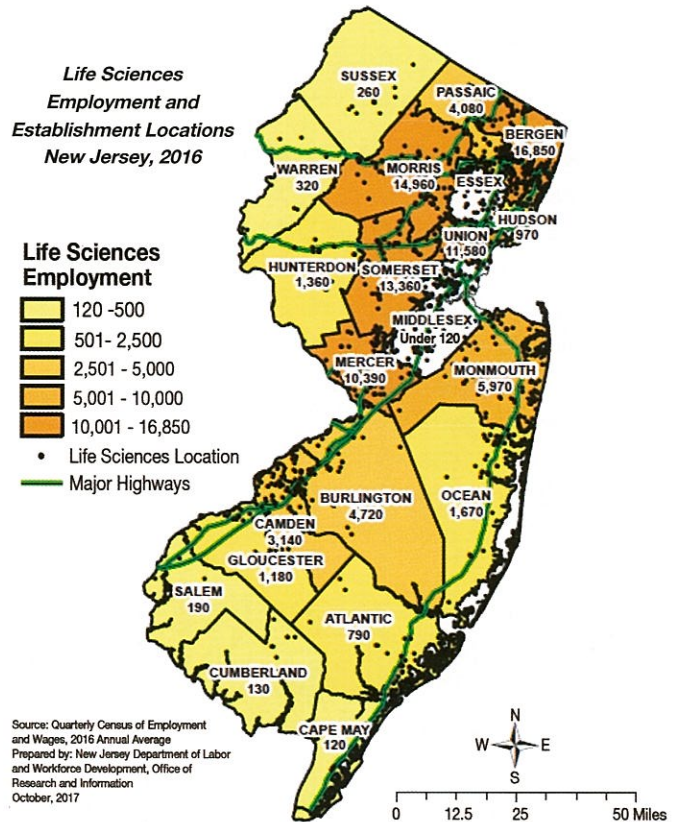 Life Sciences
Employment and
Establishment Locations
New Jersey, 2016
SUSSEX
260
PASSAIC
4,080
BERGEN
16,850
WARREN
320
MORRIS
14,960
ESSEX
HUDSON
970
UNION
11,580
HUNTERDON
1,360
SOMERSET
13,360
MIDDLESEX
Under 120
MERCER
10,390
MONMOUTH
5,970
Life Sciences
Employment
120 -500
501- 2,500
2,501 - 5,000
5,001 - 10,000
10,001 - 16,850
Life Sciences Location
Major Highways
BURLINGTON
4,720
OCEAN
1,670
CAMDEN
3,140
GLOUCESTER
1,180
SALEM
190
ATLANTIC
790
CUMBERLAND
130
CAPE MAY
120
Source: Quarterly Census of Employment
and Wages, 2016 Annual Average
Prepared by: New Jersey Department of Labor
and Workforce Development, Office of
Research and Information
October, 2017
N
W
E
S
0 12.5 25 50 Miles